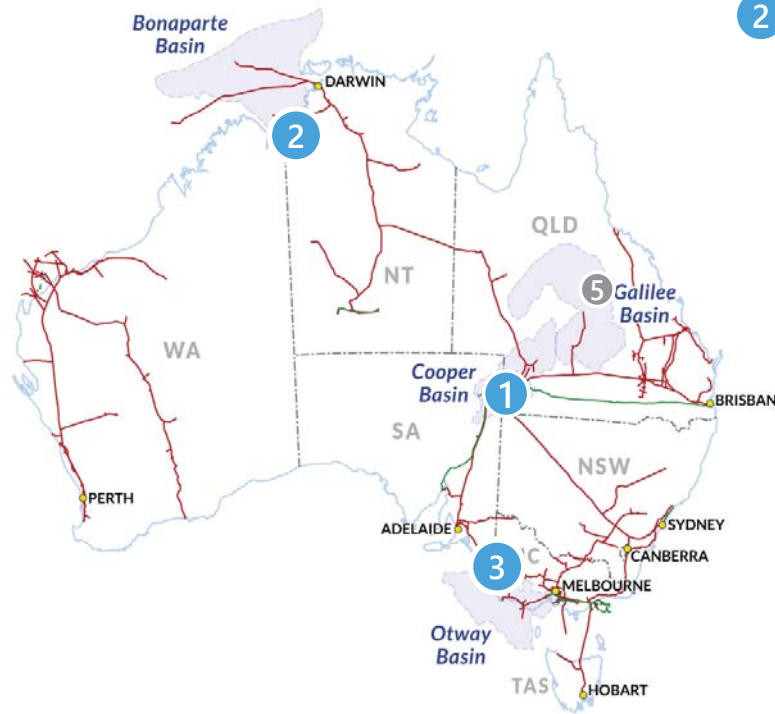 Bonaparte
Basin
2
DARWIN
2
QLD
NT
5
Galilee
Basin
WA
Cooper
Basin
1
BRISBAN
SA
NSW
PERTH
ADELAIDE
SYDNEY
CANBERRA
3
C
MELBOURNE
Otway
Basin
TAS
HOBART